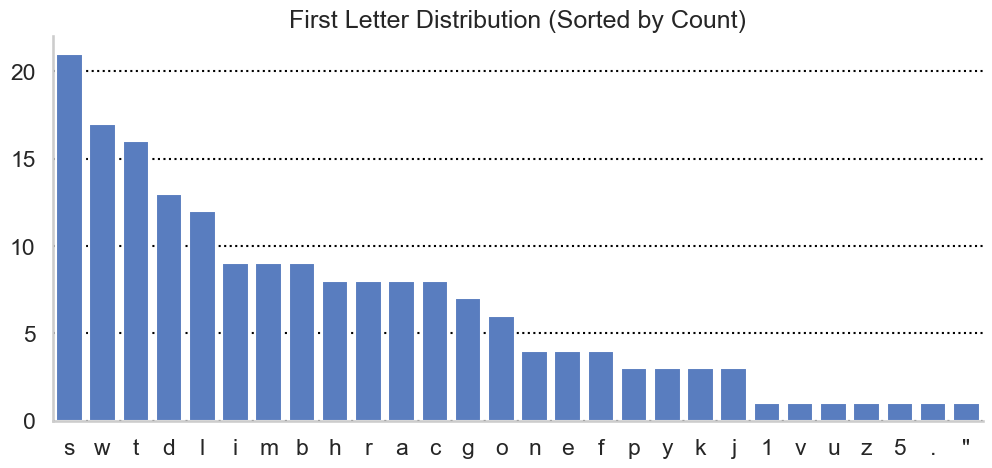 First Letter Distribution (Sorted by Count)
20
15
10
5
0
s w t d l i m b h r a c g o n e f p y k j 1 v u z 5 . "